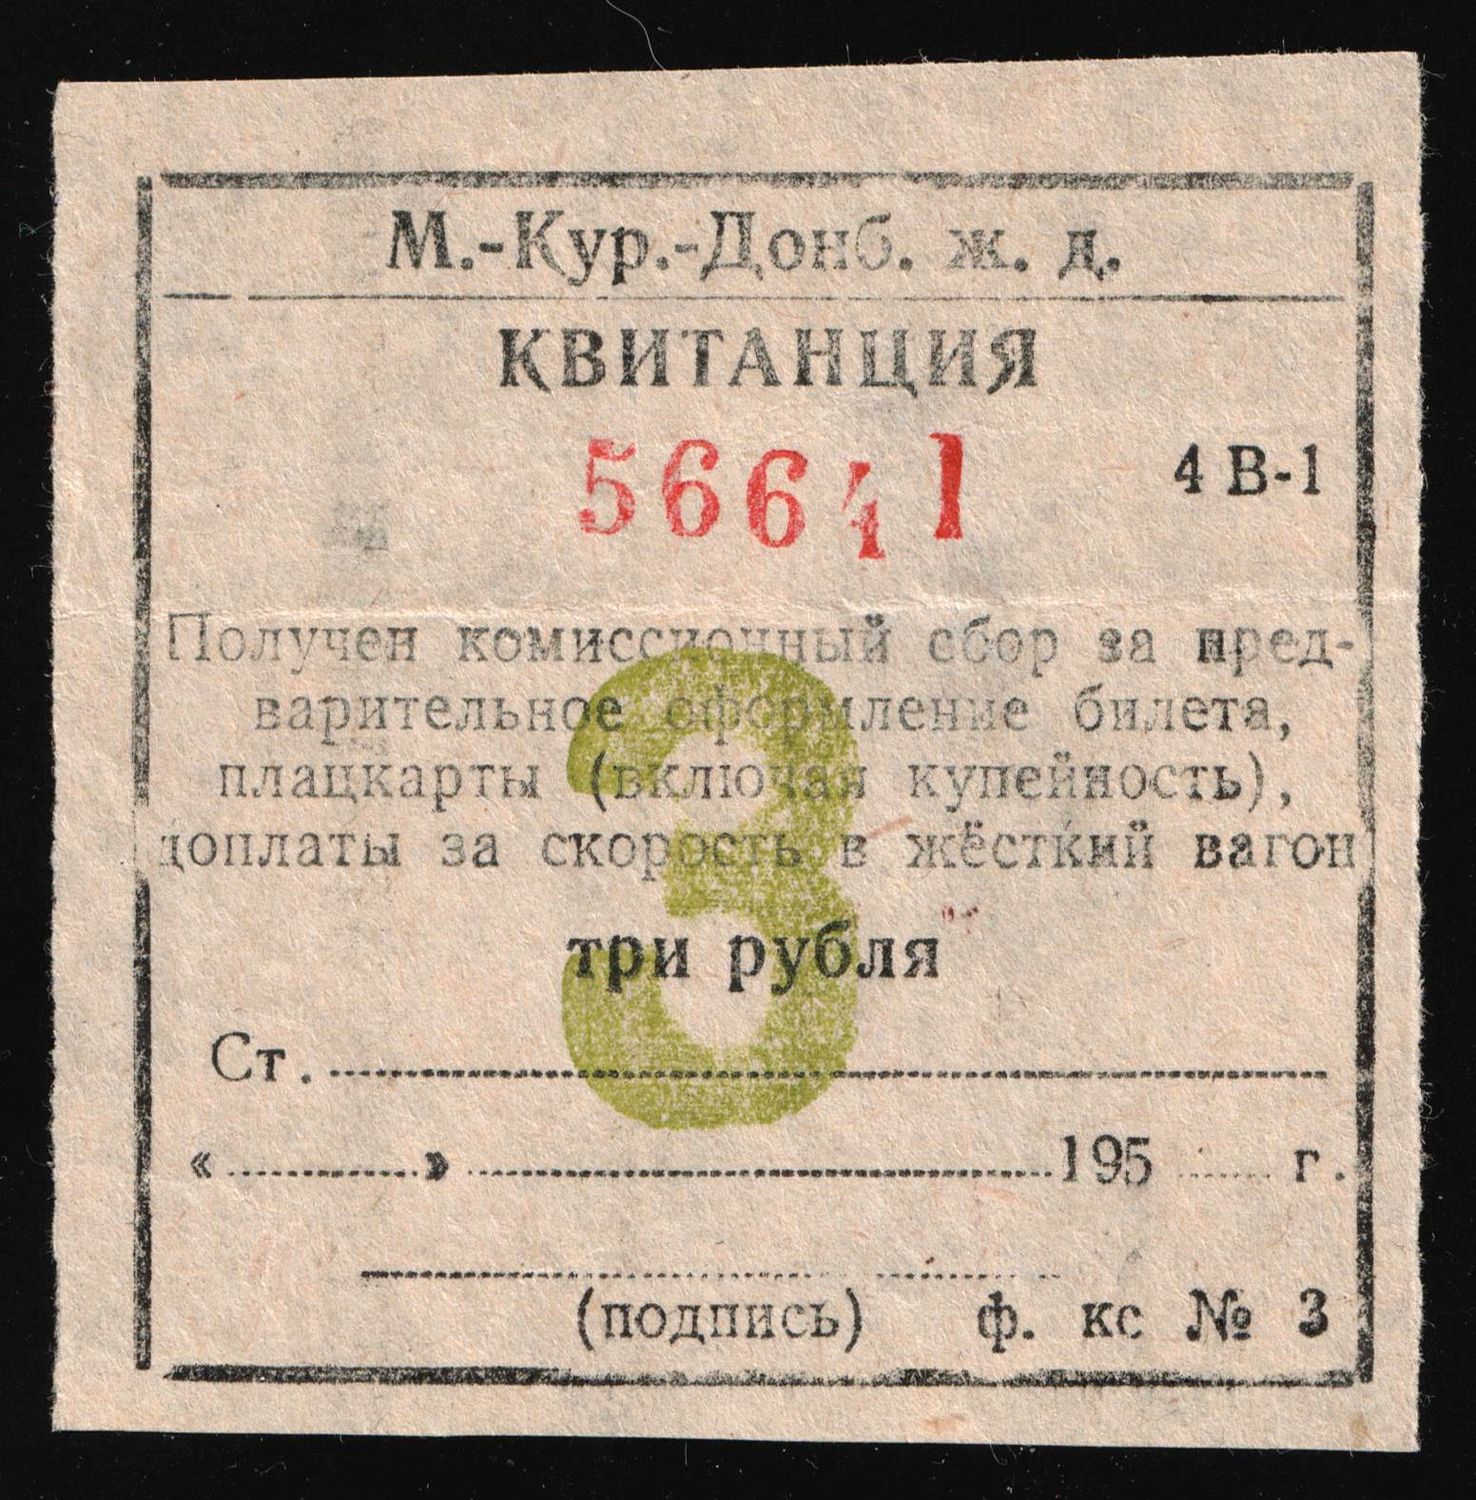 М.-Кур.-Донб. ж. д.
КВИТАНЦИЯ
56641 4 В-1
Получен комиссионный сбор за пред-
варительное оформление билета,
плацкарты (включая купейность),
доплаты за скорость в жёсткий вагон
3
три рубля
Ст. ..........
« .......... » .......... 195 ..... г.
(подпись) ф. кс № 3